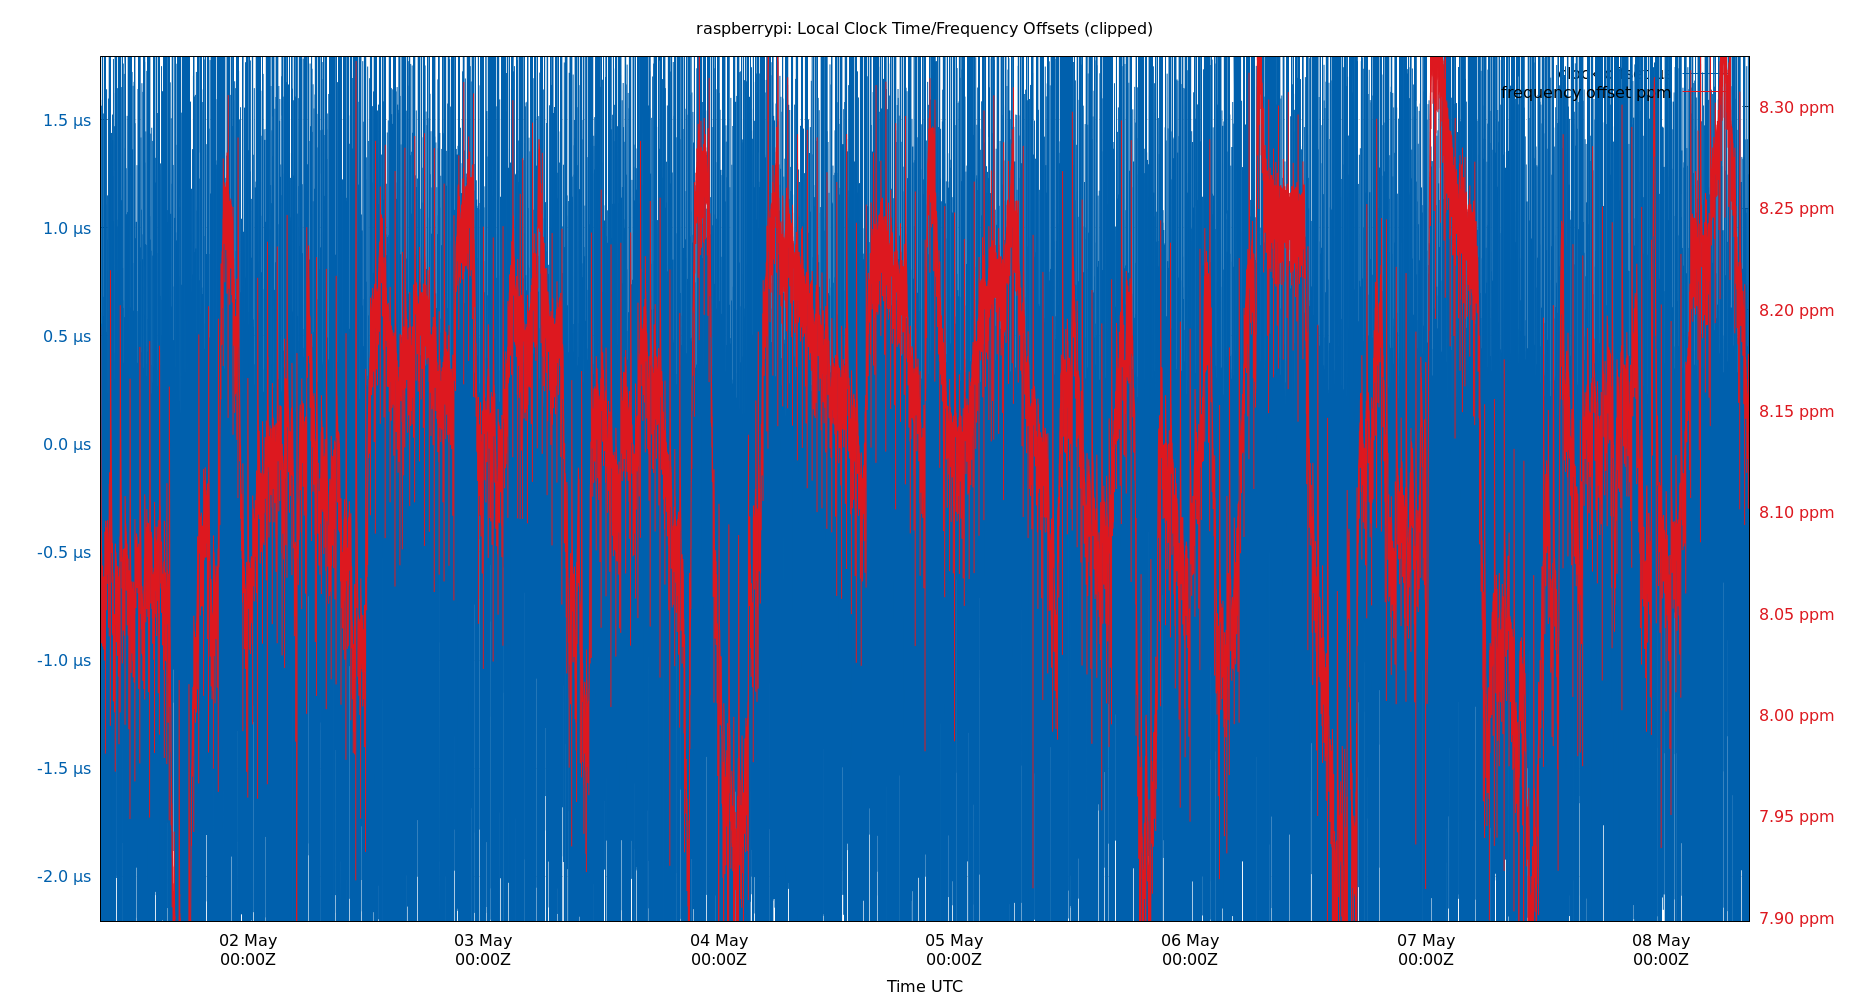 raspberrypi: Local Clock Time/Frequency Offsets (clipped)
frequency offset ppm
1.5 µs
1.0 µs
0.5 µs
0.0 µs
-0.5 µs
-1.0 µs
-1.5 µs
-2.0 µs
8.30 ppm
8.25 ppm
8.20 ppm
8.15 ppm
8.10 ppm
8.05 ppm
8.00 ppm
7.95 ppm
7.90 ppm
02 May 03 May 04 May 05 May 06 May 07 May 08 May
00:00Z 00:00Z 00:00Z 00:00Z 00:00Z 00:00Z 00:00Z
Time UTC